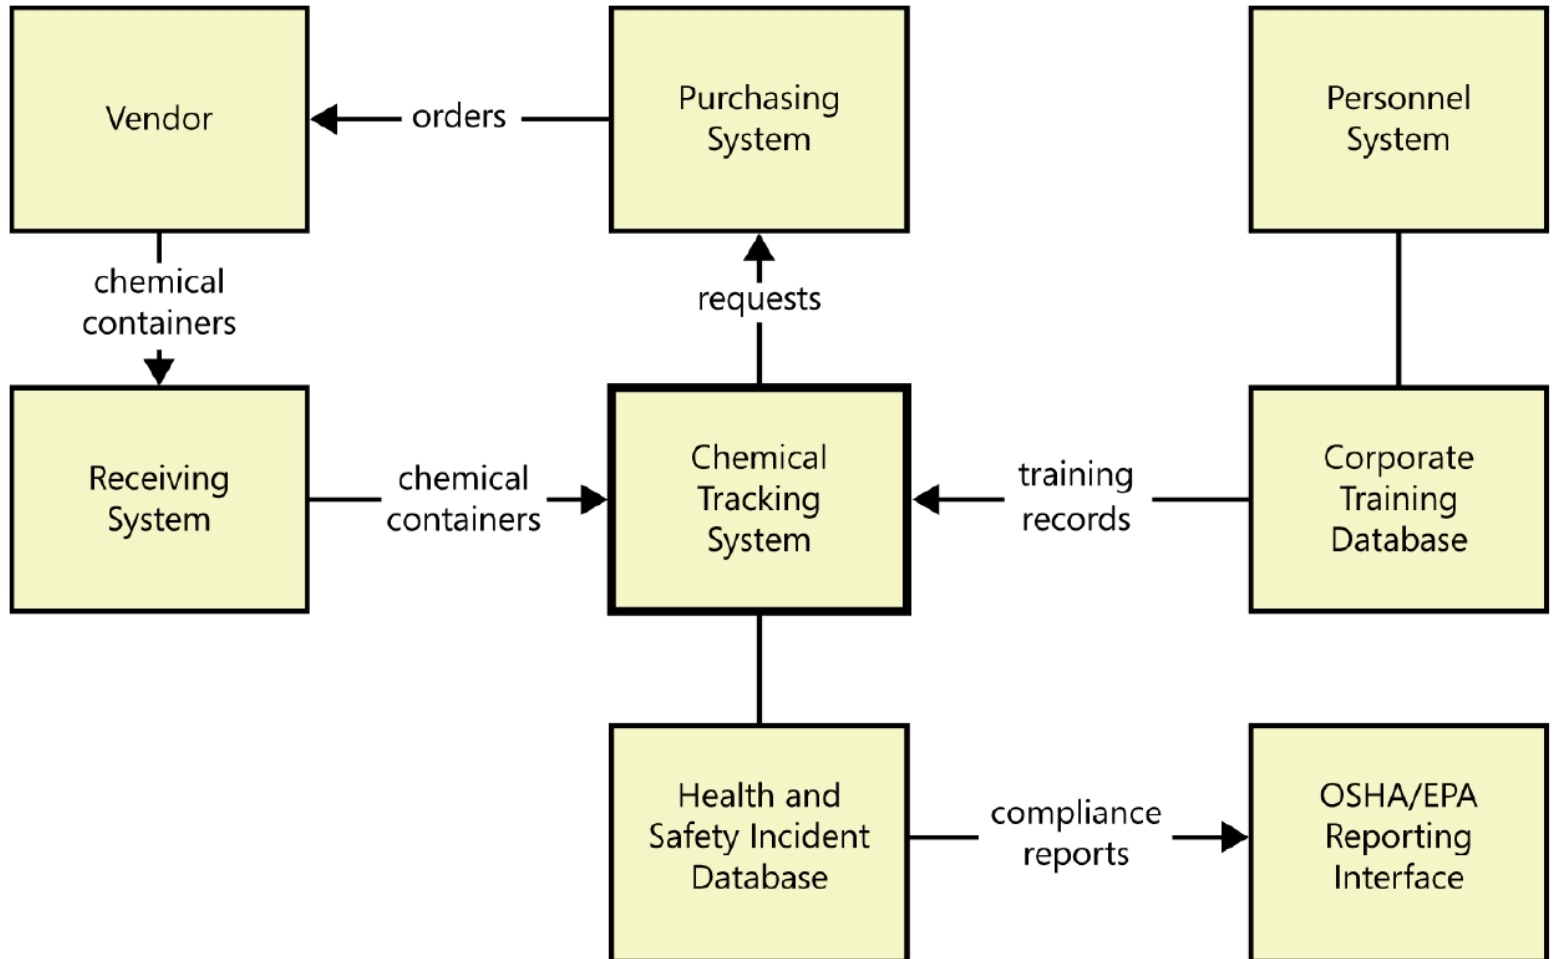 Vendor
orders
Purchasing
System
Personnel
System
chemical
containers
requests
Receiving
System
chemical
containers
Chemical
Tracking
System
training
records
Corporate
Training
Database
Health and
Safety Incident
Database
compliance
reports
OSHA/EPA
Reporting
Interface